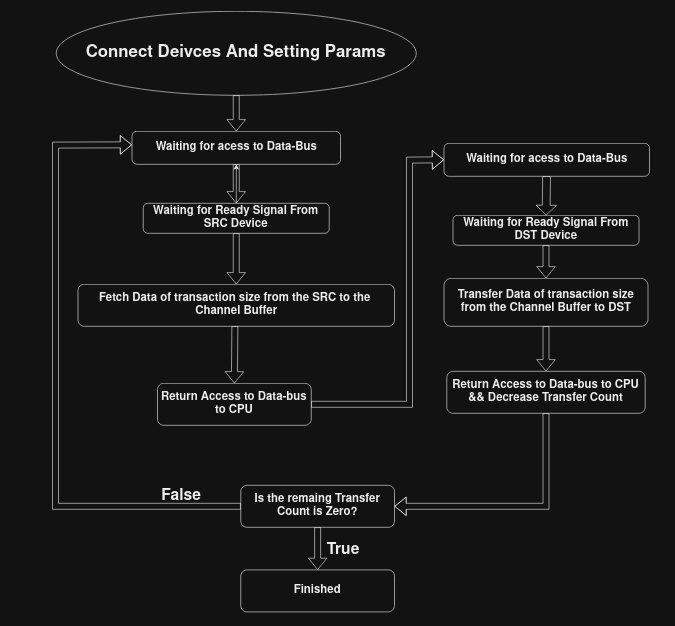 Connect Deivces And Setting Params
Waiting for acess to Data-Bus
Waiting for Ready Signal From
SRC Device
Fetch Data of transaction size from the SRC to the
Channel Buffer
Return Access to Data-bus
to CPU
Waiting for acess to Data-Bus
Waiting for Ready Signal From
DST Device
Transfer Data of transaction size
from the Channel Buffer to DST
Return Access to Data-bus to CPU
&& Decrease Transfer Count
Is the remaing Transfer
Count is Zero?
False
True
Finished